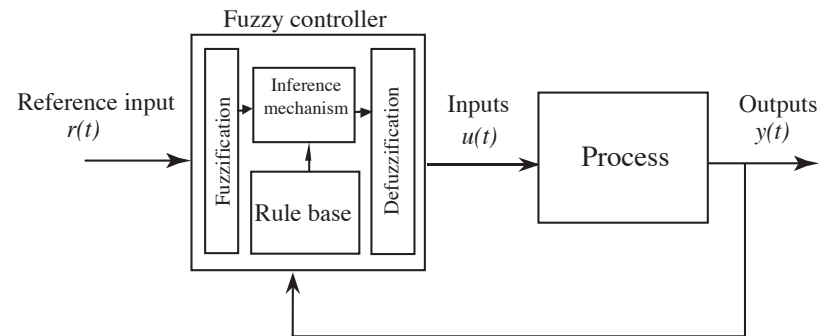 Fuzzy controller
Reference input
r(t)
Fuzzification
Inference
mechanism
Rule base
Defuzzification
Inputs
u(t)
Process
Outputs
y(t)